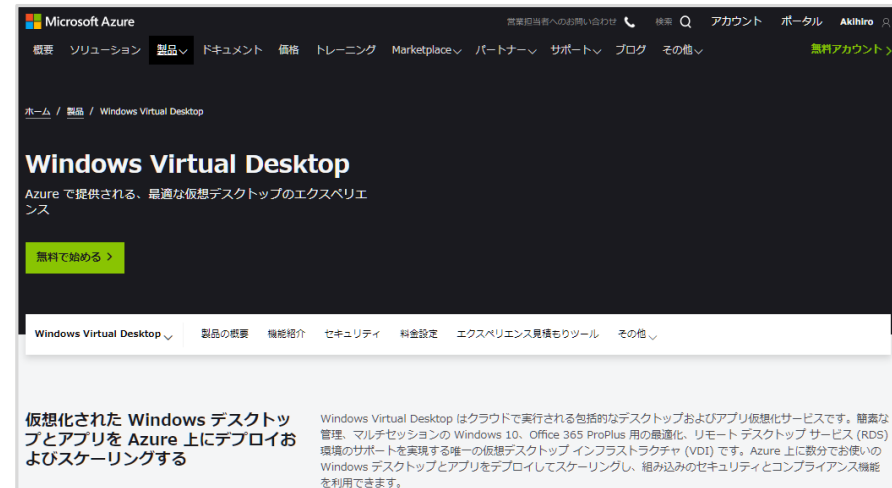 Microsoft Azure
営業担当者へのお問い合わせ 検索 アカウント ポータル Akihiro
概要 ソリューション 製品 ドキュメント 価格 トレーニング Marketplace パートナー サポート ブログ その他 無料アカウント >
ホーム / 製品 / Windows Virtual Desktop
Windows Virtual Desktop
Azure で提供される、最適な仮想デスクトップのエクスペリエ
ンス
無料で始める >
Windows Virtual Desktop 製品の概要 機能紹介 セキュリティ 料金設定 エクスペリエンス見積もりツール その他
仮想化された Windows デスクトッ
プとアプリを Azure 上にデプロイお
よびスケーリングする
Windows Virtual Desktop はクラウドで実行される包括的なデスクトップおよびアプリ仮想化サービスです。簡素な
管理、マルチセッションの Windows 10、Office 365 ProPlus 用の最適化、リモート デスクトップ サービス (RDS)
環境のサポートを実現する唯一の仮想デスクトップ インフラストラクチャ (VDI) です。Azure 上に数分でお使いの
Windows デスクトップとアプリをデプロイしてスケーリングし、組み込みのセキュリティとコンプライアンス機能
を利用できます。